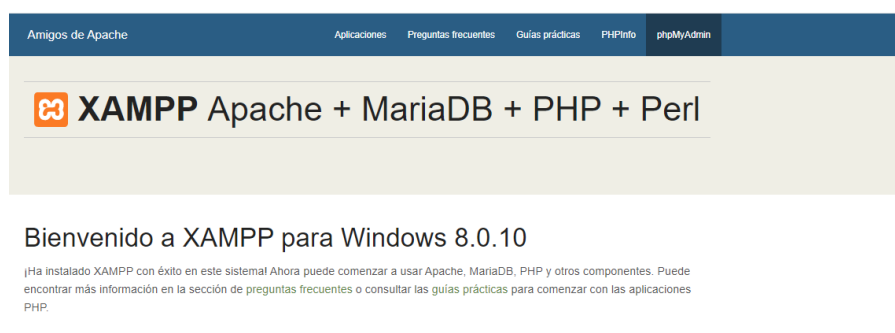 Amigos de Apache
Aplicaciones Preguntas frecuentes Guías prácticas PHPInfo phpMyAdmin
XAMPP Apache + MariaDB + PHP + Perl
Bienvenido a XAMPP para Windows 8.0.10
¡Ha instalado XAMPP con éxito en este sistema! Ahora puede comenzar a usar Apache, MariaDB, PHP y otros componentes. Puede
encontrar más información en la sección de preguntas frecuentes o consultar las guías prácticas para comenzar con las aplicaciones
PHP.